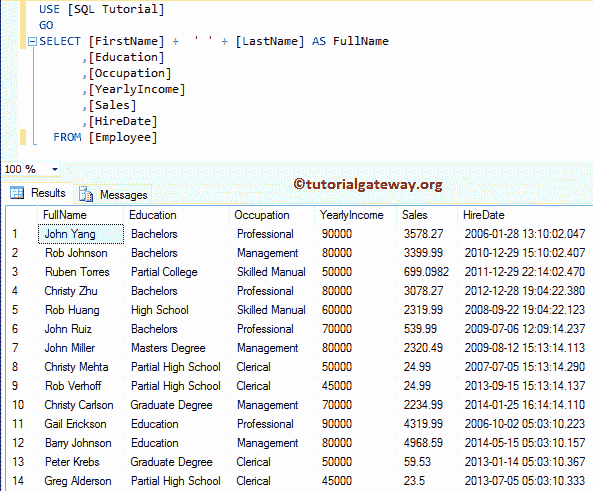 USE [SQL Tutorial]
GO
SELECT [FirstName] + ' ' + [LastName] AS FullName
,[Education]
,[Occupation]
,[YearlyIncome]
,[Sales]
,[HireDate]
FROM [Employee]
100 %
©tutorialgateway.org
Results Messages
FullName Education Occupation YearlyIncome Sales HireDate
1 John Yang Bachelors Professional 90000 3578.27 2006-01-28 13:10:02.047
2 Rob Johnson Bachelors Management 80000 3399.99 2010-12-29 15:10:02.407
3 Ruben Torres Partial College Skilled Manual 50000 699.0982 2011-12-29 22:14:02.470
4 Christy Zhu Bachelors Professional 80000 3078.27 2012-12-28 19:04:22.380
5 Rob Huang High School Skilled Manual 60000 2319.99 2008-09-22 19:04:22.123
6 John Ruiz Bachelors Professional 70000 539.99 2009-07-06 12:09:14.237
7 John Miller Masters Degree Management 80000 2320.49 2009-08-12 15:13:14.113
8 Christy Mehta Partial High School Clerical 50000 24.99 2007-07-05 15:13:14.290
9 Rob Verhoff Partial High School Clerical 45000 24.99 2013-09-15 15:13:14.137
10 Christy Carlson Graduate Degree Management 70000 2234.99 2014-01-25 16:14:14.110
11 Gail Erickson Education Professional 90000 4319.99 2006-10-02 05:03:10.223
12 Barry Johnson Education Management 80000 4968.59 2014-05-15 05:03:10.157
13 Peter Krebs Graduate Degree Clerical 50000 59.53 2013-01-14 05:03:10.367
14 Greg Alderson Partial High School Clerical 45000 23.5 2013-07-05 05:03:10.333